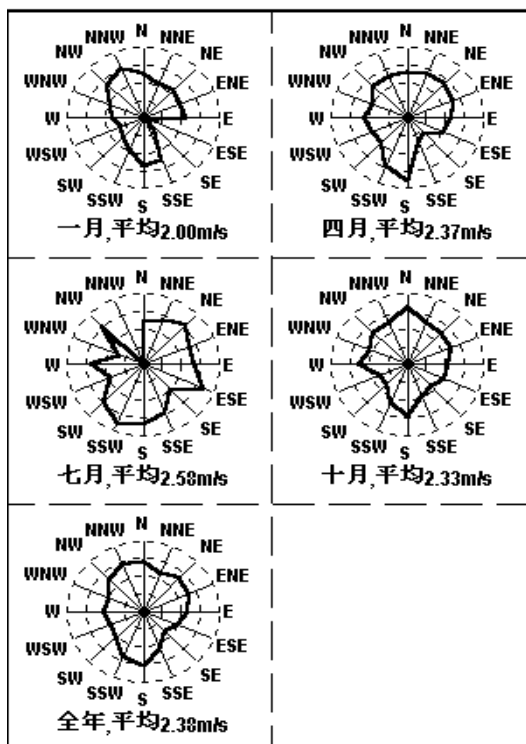 N
NNW NNE
NW NE
WNW ENE
W E
WSW ESE
SW SE
SSW SSE
S
一月,平均2.00m/s
N
NNW NNE
NW NE
WNW ENE
W E
WSW ESE
SW SE
SSW SSE
S
四月,平均2.37m/s
N
NNW NNE
NW NE
WNW ENE
W E
WSW ESE
SW SE
SSW SSE
S
七月,平均2.58m/s
N
NNW NNE
NW NE
WNW ENE
W E
WSW ESE
SW SE
SSW SSE
S
十月,平均2.33m/s
N
NNW NNE
NW NE
WNW ENE
W E
WSW ESE
SW SE
SSW SSE
S
全年,平均2.38m/s